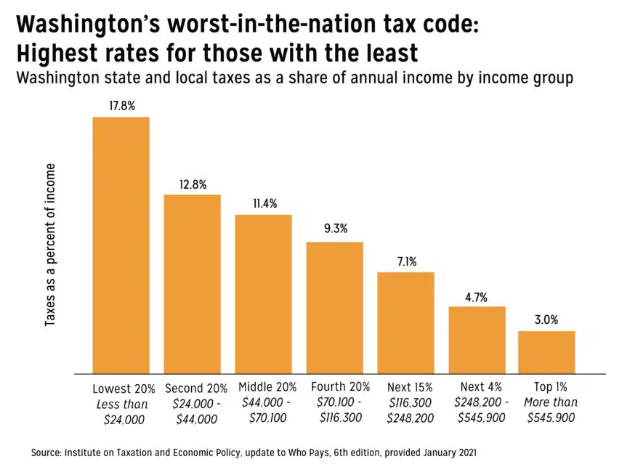 Washington's worst-in-the-nation tax code:
Highest rates for those with the least
Washington state and local taxes as a share of annual income by income group
Taxes as a percent of income
17.8%
12.8%
11.4%
9.3%
7.1%
4.7%
3.0%
Lowest 20%
Less than
$24,000
Second 20%
$24,000 -
$44,000
Middle 20%
$44,000 -
$70,100
Fourth 20%
$70,100 -
$116,300
Next 15%
$116,300
$248,200
Next 4%
$248,200 -
$545,900
Top 1%
More than
$545,900
Source: Institute on Taxation and Economic Policy, update to Who Pays, 6th edition, provided January 2021